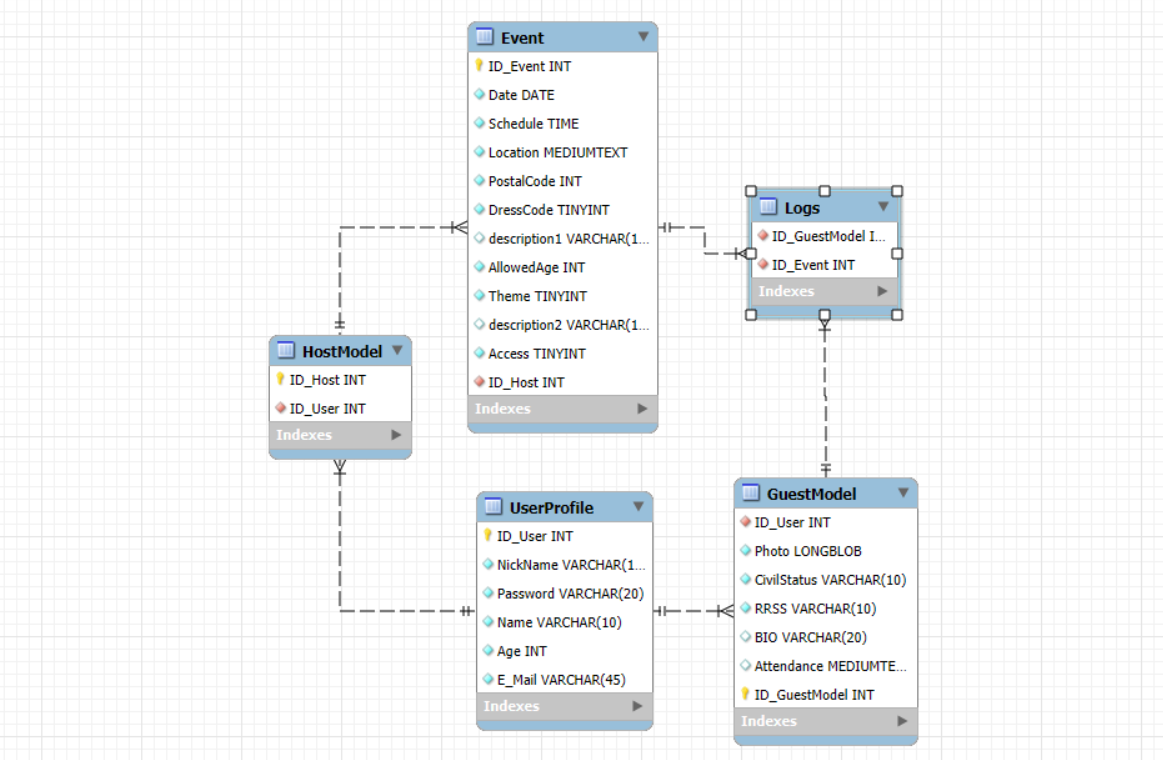 Event
ID_Event INT
Date DATE
Schedule TIME
Location MEDIUMTEXT
PostalCode INT
DressCode TINYINT
description1 VARCHAR(1...
AllowedAge INT
Theme TINYINT
description2 VARCHAR(1...
Access TINYINT
ID_Host INT
Indexes
Logs
ID_GuestModel I...
ID_Event INT
Indexes
HostModel
ID_Host INT
ID_User INT
Indexes
UserProfile
ID_User INT
NickName VARCHAR(1...
Password VARCHAR(20)
Name VARCHAR(10)
Age INT
E_Mail VARCHAR(45)
Indexes
GuestModel
ID_User INT
Photo LONGBLOB
CivilStatus VARCHAR(10)
RRSS VARCHAR(10)
BIO VARCHAR(20)
Attendance MEDIUMTE...
ID_GuestModel INT
Indexes